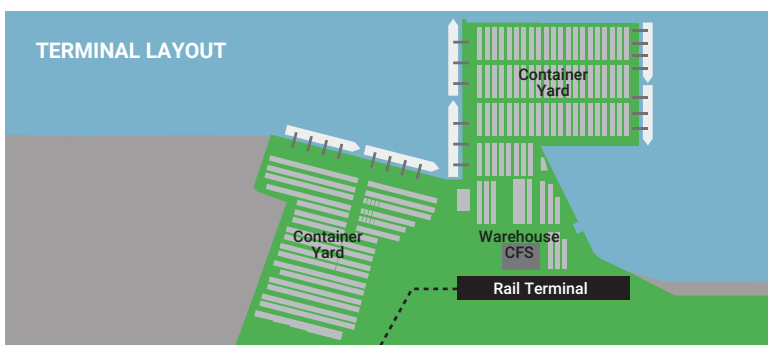 TERMINAL LAYOUT
Container
Yard
Container
Yard
Warehouse
CFS
Rail Terminal